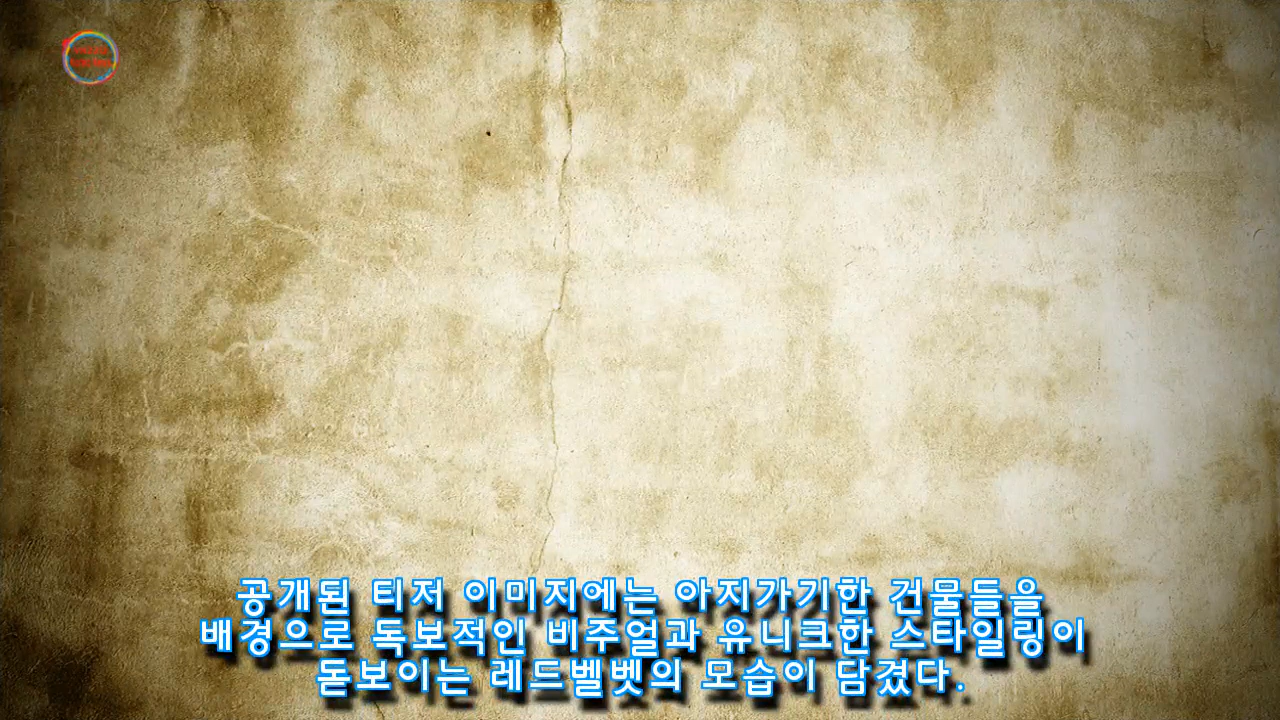 공개된 티저 이미지에는 아지가기한 건물들을
배경으로 독보적인 비주얼과 유니크한 스타일링이
돋보이는 레드벨벳의 모습이 담겼다.